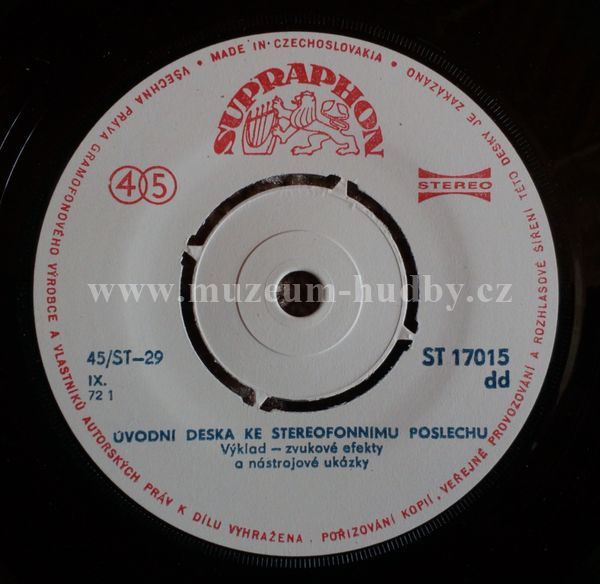 VŠECHNA PRÁVA GRAMOFONOVÉHO VÝROBCE A VLASTNÍKŮ AUTORSKÝCH PRÁV K DÍLU VYHRAŽENA. POŘIZOVÁNÍ KOPIÍ, VEŘEJNÉ PROVOZOVÁNÍ A ROZHLASOVÉ ŠÍŘENÍ TÉTO DESKY JE ZAKÁZÁNO • MADE IN CZECHOSLOVAKIA •
SUPRAPHON
45
STEREO
www.muzeum-hudby.cz
45/ST-29
IX.
72 1
ST 17015
dd
ÚVODNÍ DESKA KE STEREOFONNIMU POSLECHU
Výklad – zvukové efekty
a nástrojové ukázky